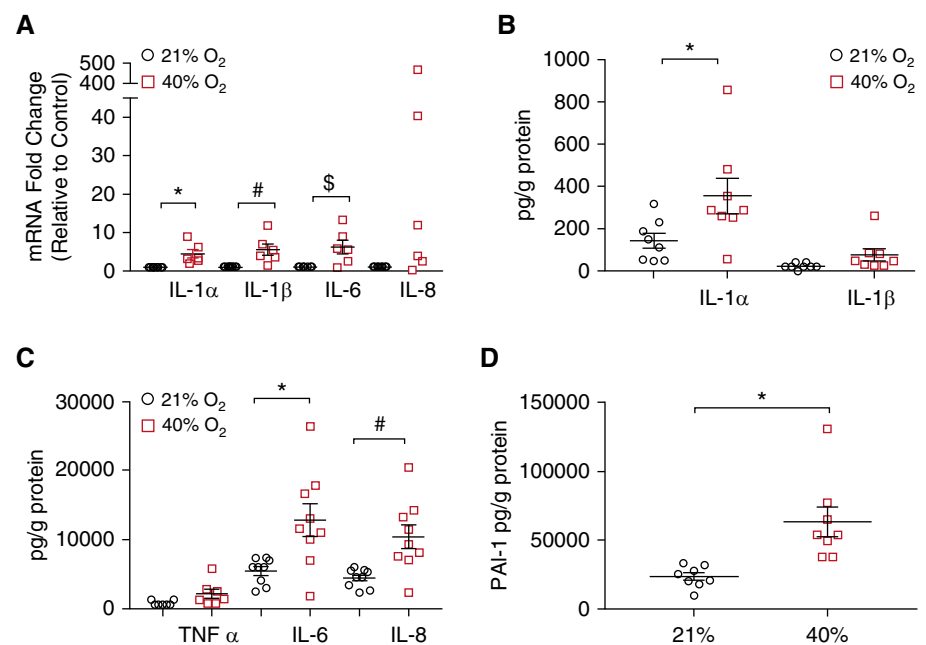 A
21% O2
40% O2
mRNA Fold Change
(Relative to Control)
500
400
40
30
20
10
0
*
#
$
IL-1α
IL-1β
IL-6
IL-8
B
21% O2
40% O2
pg/g protein
1000
800
600
400
200
0
*
IL-1α
IL-1β
C
21% O2
40% O2
pg/g protein
30000
20000
10000
0
*
#
TNF α
IL-6
IL-8
D
PAI-1 pg/g protein
150000
100000
50000
0
*
21%
40%